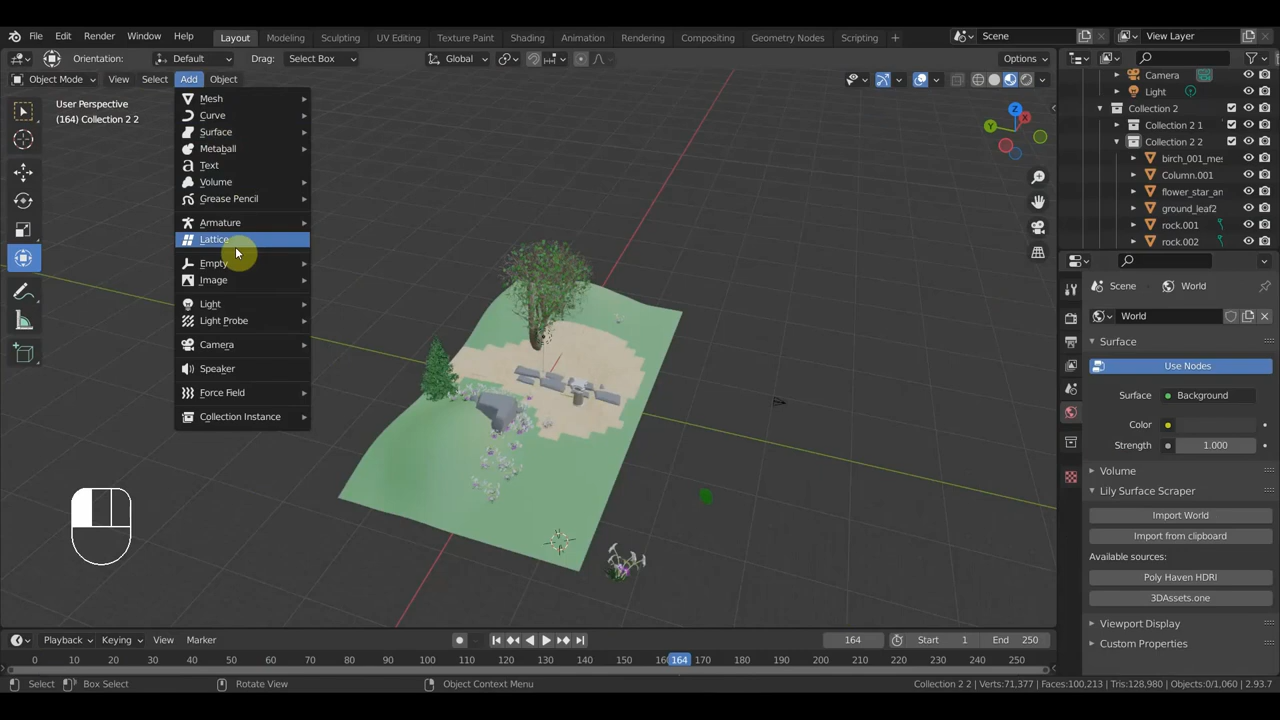 File Edit Render Window Help Layout Modeling Sculpting UV Editing Texture Paint Shading Animation Rendering Compositing Geometry Nodes Scripting + Scene View Layer
Orientation: Default Drag: Select Box Global Options
Object Mode View Select Add Object
User Perspective
(164) Collection 2 2
Mesh
Curve
Surface
Metaball
Text
Volume
Grease Pencil
Armature
Lattice
Empty
Image
Light
Light Probe
Camera
Speaker
Force Field
Collection Instance
Z
Y
X
Camera
Light
Collection 2
Collection 2 1
Collection 2 2
birch_001_mes
Column.001
flower_star_an
ground_leaf2
rock.001
rock.002
Scene World
World
Surface
Use Nodes
Surface Background
Color
Strength 1.000
Volume
Lily Surface Scraper
Import World
Import from clipboard
Available sources:
Poly Haven HDRI
3DAssets.one
Viewport Display
Custom Properties
Playback Keying View Marker 164 Start 1 End 250
0 10 20 30 40 50 60 70 80 90 100 110 120 130 140 150 164 170 180 190 200 210 220 230 240 250
Select Box Select Rotate View Object Context Menu Collection 2 2 | Verts:71,377 | Faces:100,213 | Tris:128,980 | Objects:0/1,060 | 2.93.7